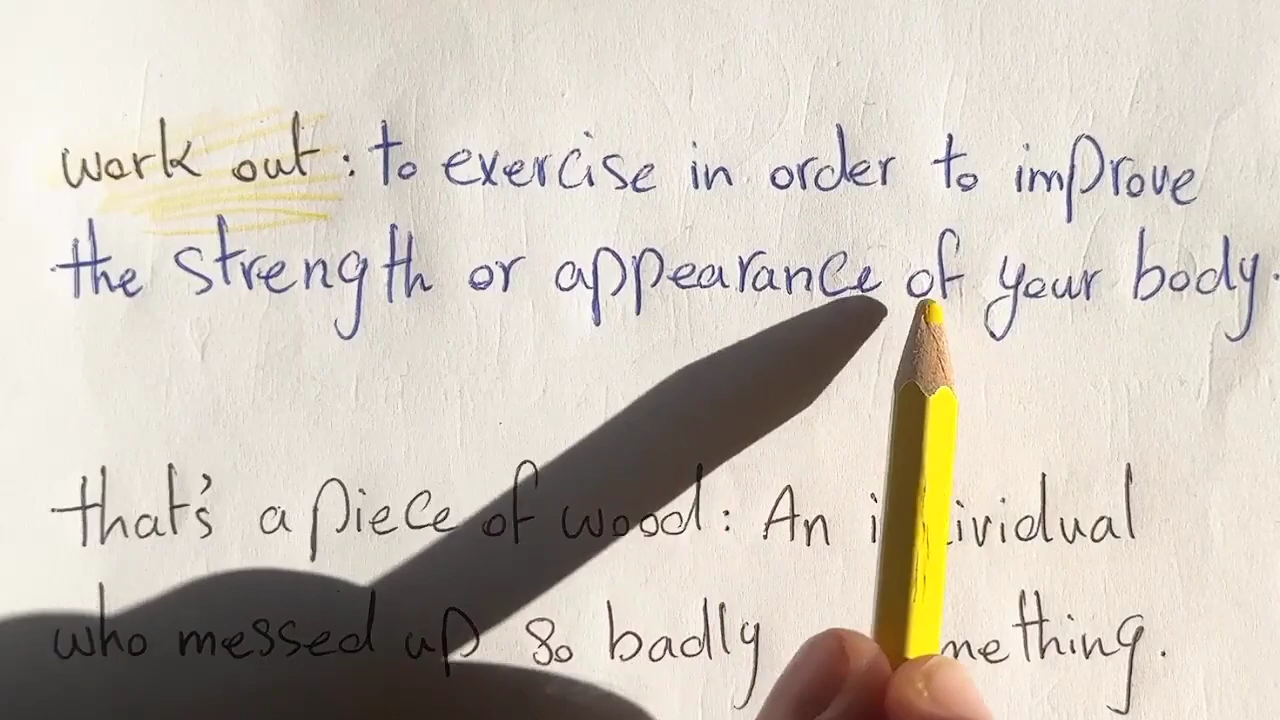 work out: to exercise in order to improve
the strength or appearance of your body.
that's a piece of wood: An individual
who messed up so badly